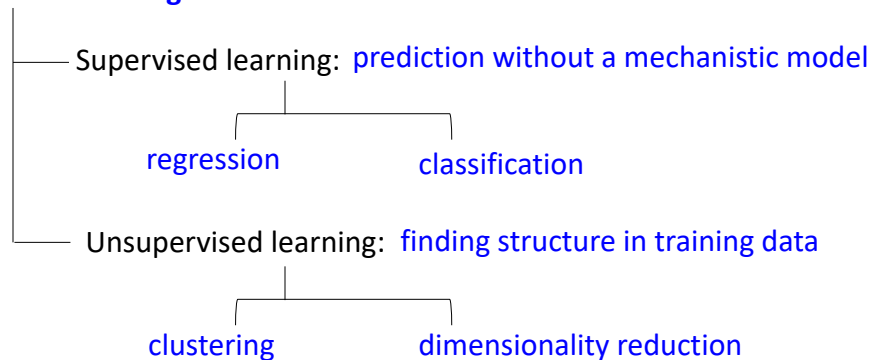 Supervised learning: prediction without a mechanistic model
regression classification
Unsupervised learning: finding structure in training data
clustering dimensionality reduction